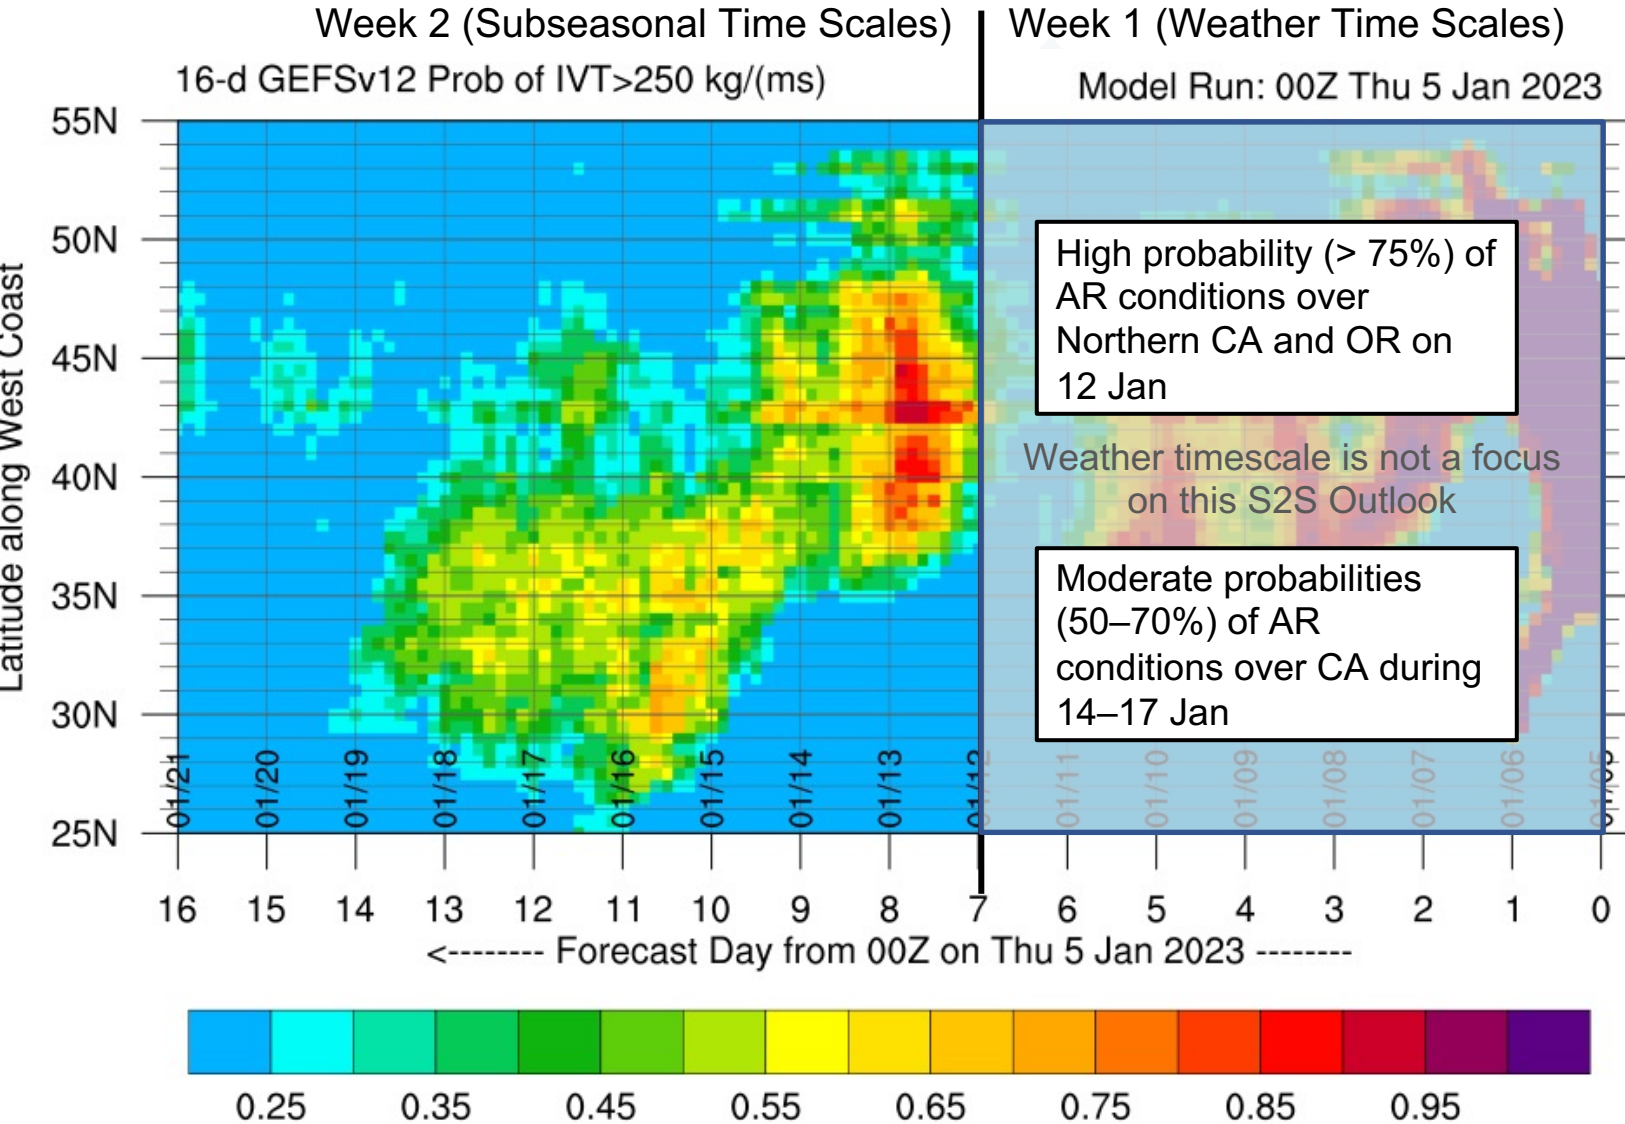 Week 2 (Subseasonal Time Scales)
Week 1 (Weather Time Scales)
16-d GEFSv12 Prob of IVT>250 kg/(ms)
Model Run: 00Z Thu 5 Jan 2023
55N
50N
45N
40N
35N
30N
25N
Latitude along West Coast
High probability (> 75%) of
AR conditions over
Northern CA and OR on
12 Jan
Weather timescale is not a focus
on this S2S Outlook
Moderate probabilities
(50–70%) of AR
conditions over CA during
14–17 Jan
01/21
01/20
01/19
01/18
01/17
01/16
01/15
01/14
01/13
01/12
01/11
01/10
01/09
01/08
01/07
01/06
01/05
16 15 14 13 12 11 10 9 8 7 6 5 4 3 2 1 0
<-------- Forecast Day from 00Z on Thu 5 Jan 2023 --------
0.25 0.35 0.45 0.55 0.65 0.75 0.85 0.95